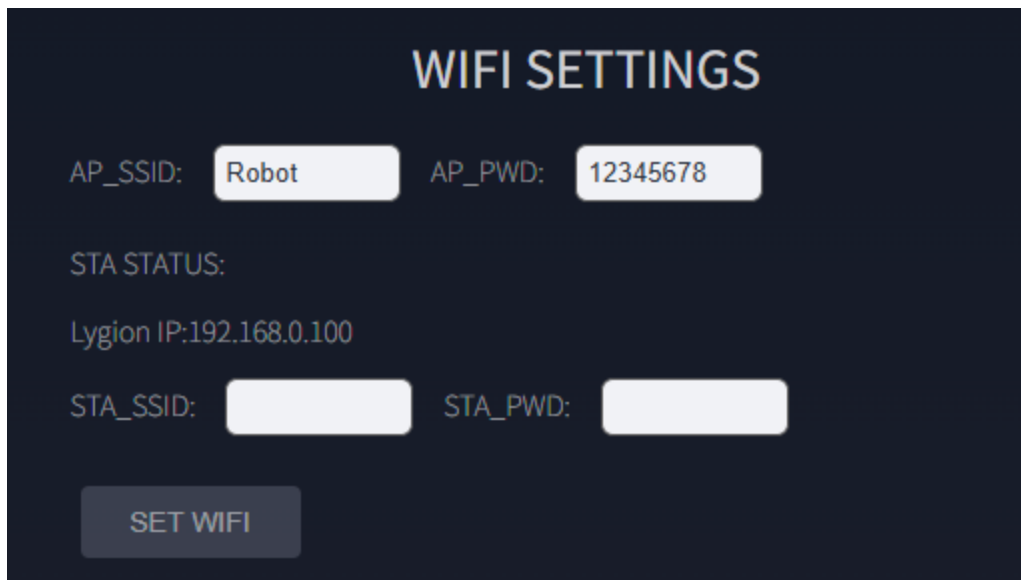 WIFI SETTINGS
AP_SSID: Robot AP_PWD: 12345678
STA STATUS:
Lygion IP:192.168.0.100
STA_SSID: STA_PWD:
SET WIFI